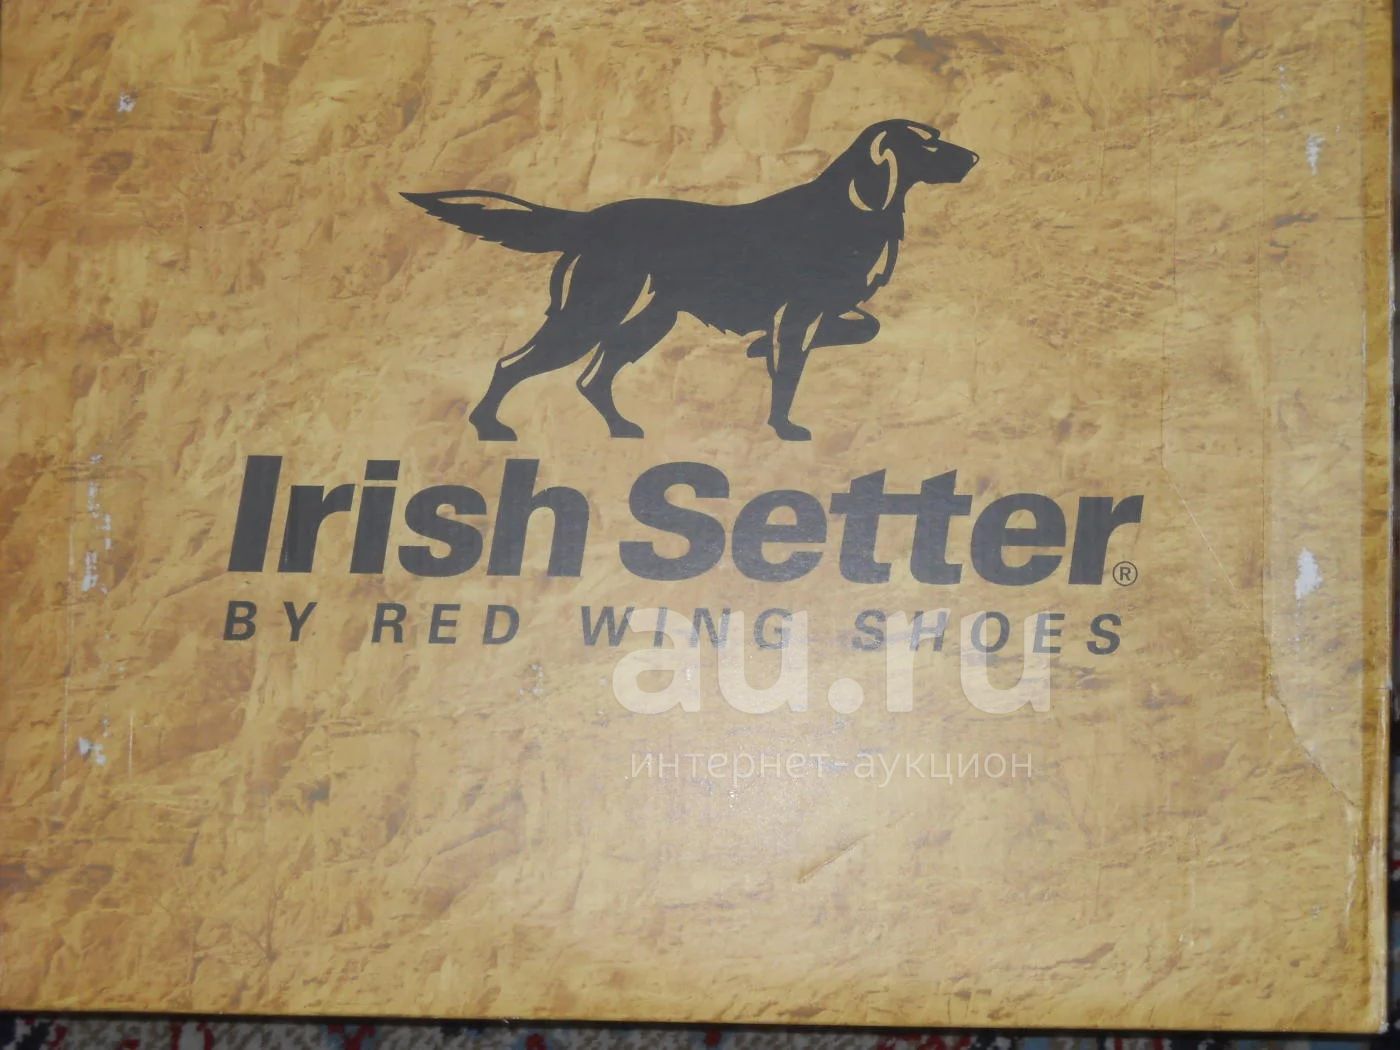 Irish Setter®
BY RED WING SHOES
au.ru
интернет-аукцион